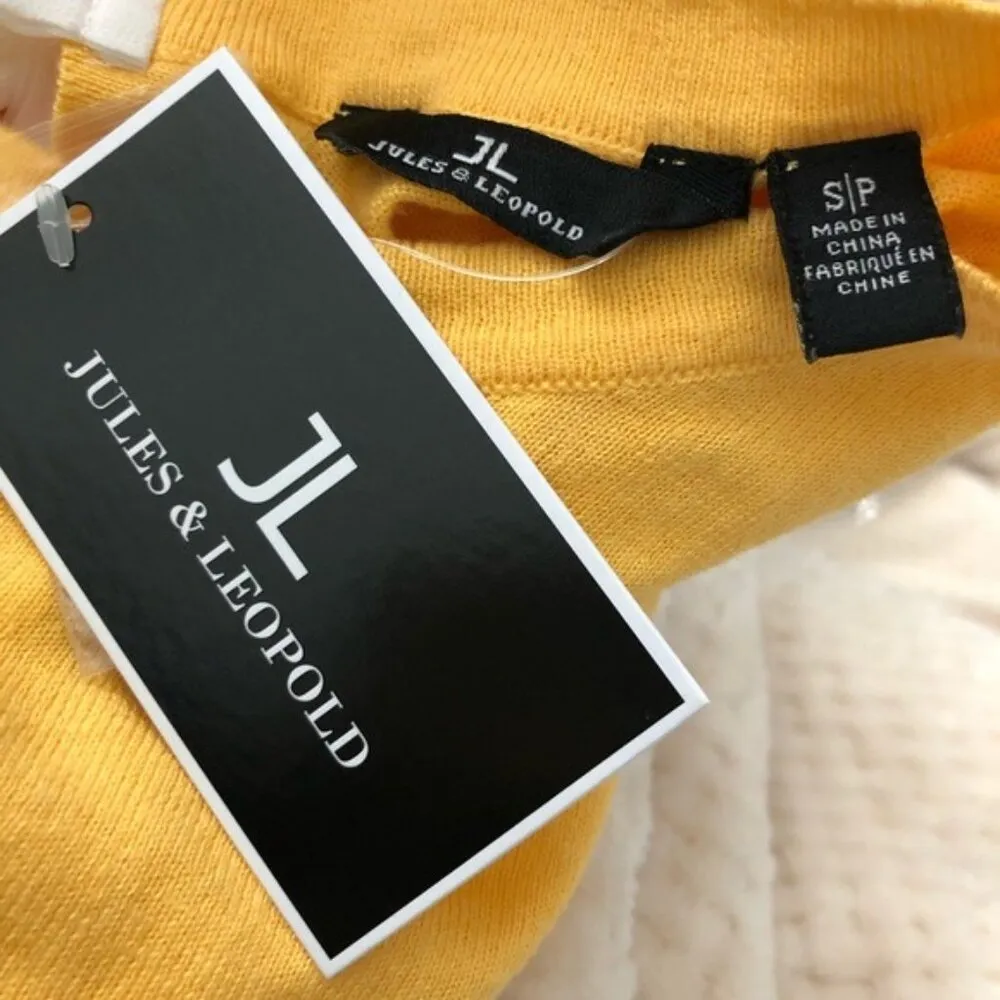 JL
JULES & LEOPOLD
S|P
MADE IN
CHINA
FABRIQUÉ EN
CHINE
JL
JULES & LEOPOLD